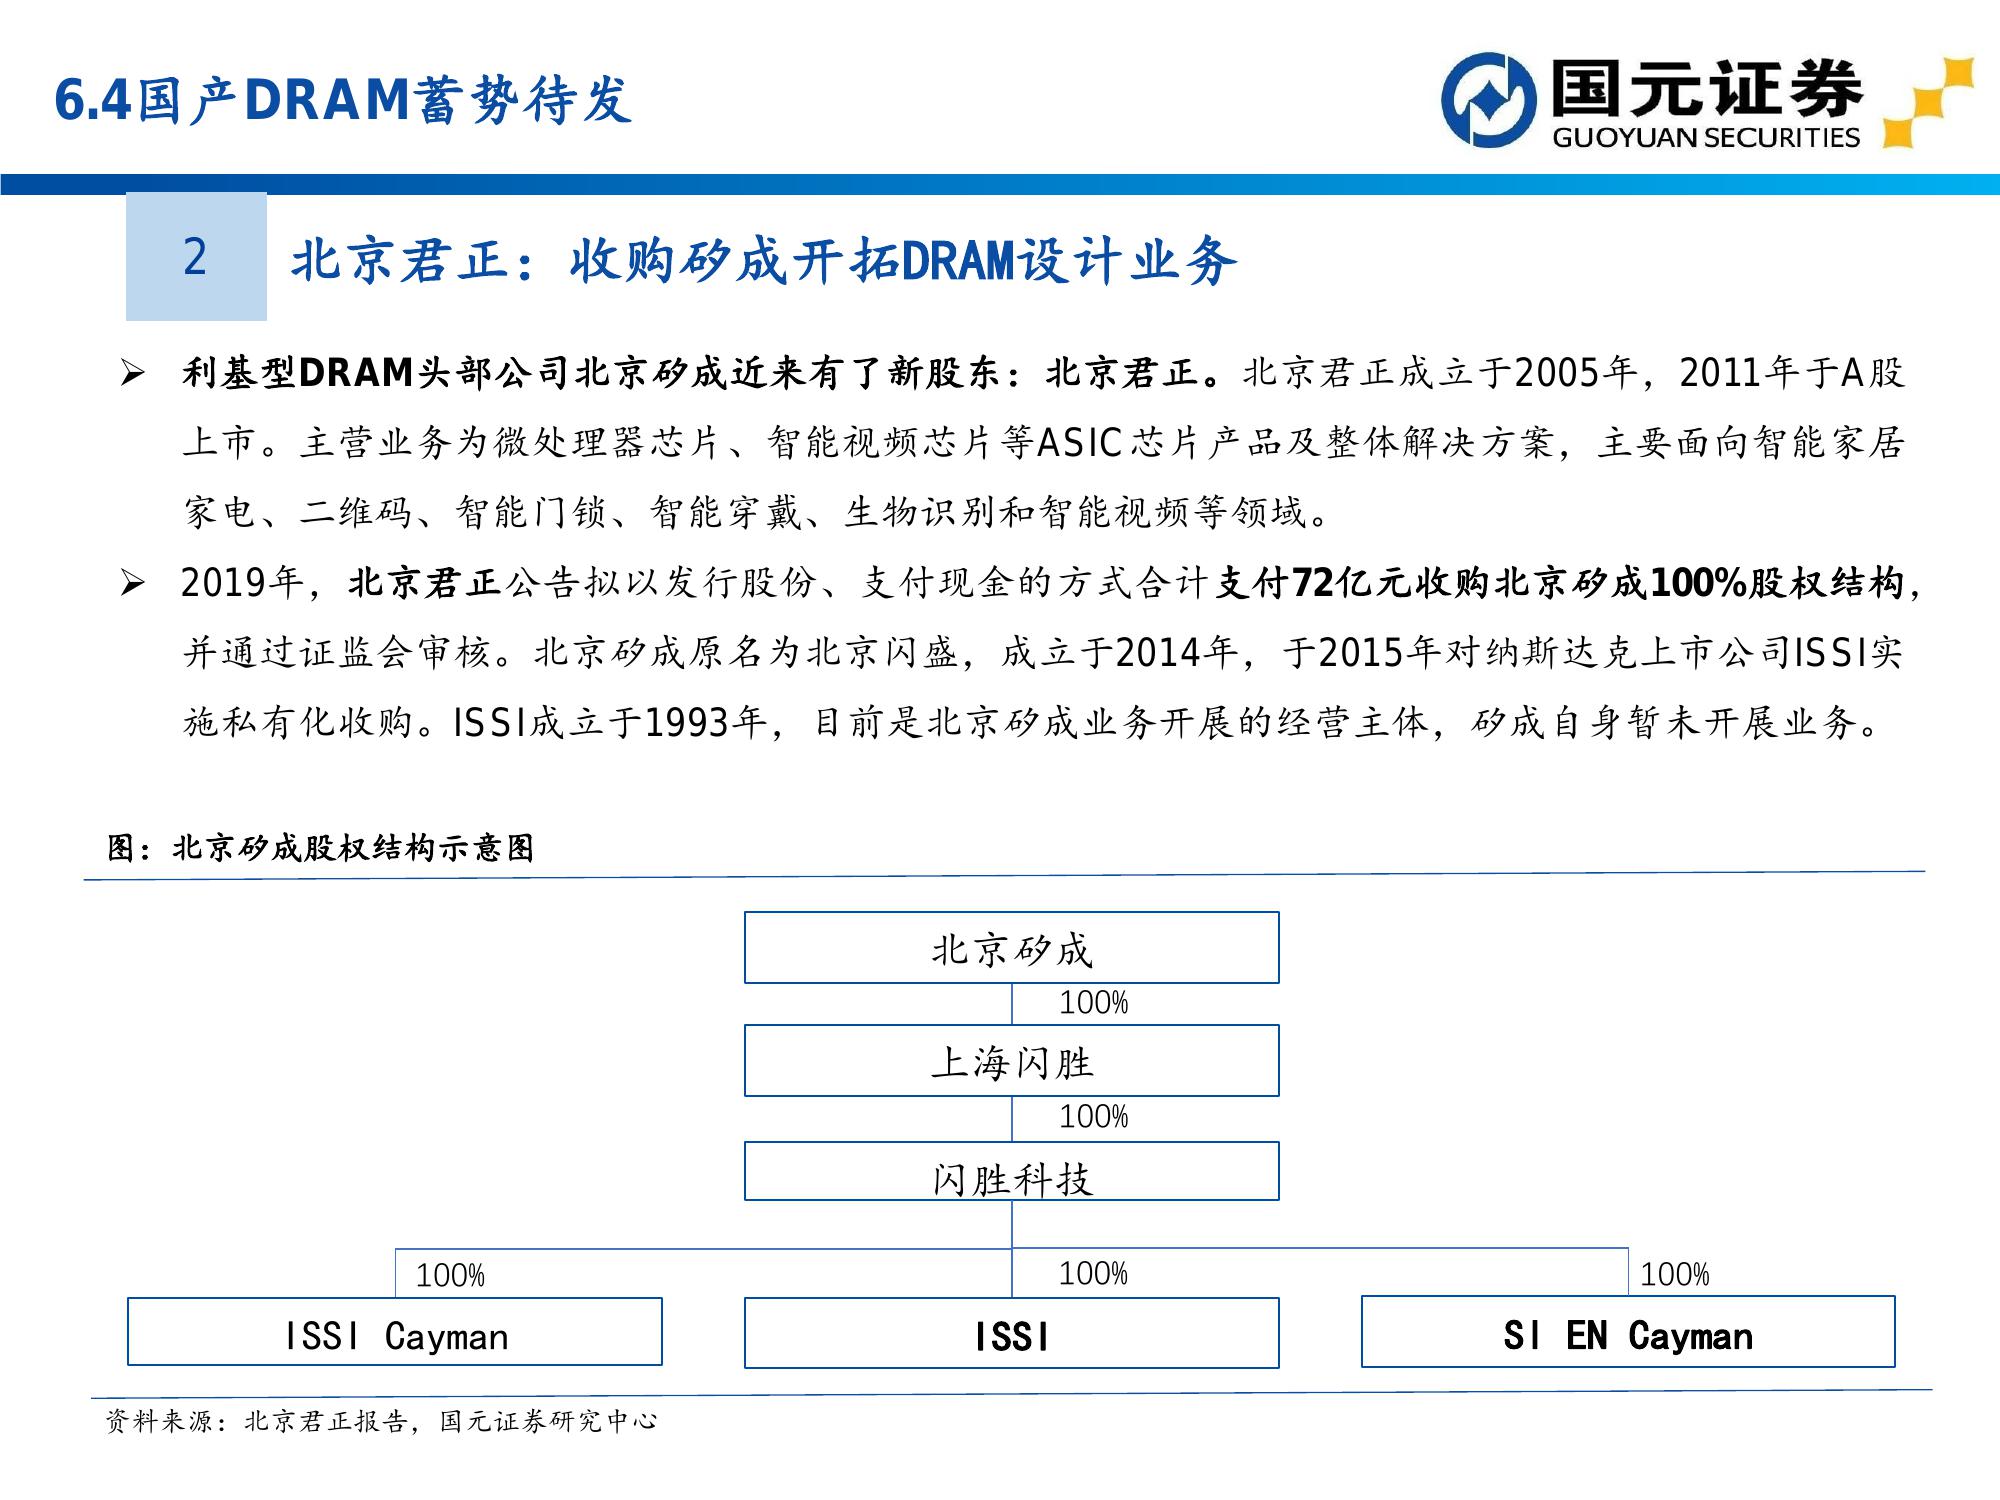 6.4国产DRAM蓄势待发
国元证券
GUOYUAN SECURITIES
2
北京君正：收购矽成开拓DRAM设计业务
➢ 利基型DRAM头部公司北京矽成近来有了新股东：北京君正。北京君正成立于2005年，2011年于A股
上市。主营业务为微处理器芯片、智能视频芯片等ASIC芯片产品及整体解决方案，主要面向智能家居
家电、二维码、智能门锁、智能穿戴、生物识别和智能视频等领域。
➢ 2019年，北京君正公告拟以发行股份、支付现金的方式合计支付72亿元收购北京矽成100%股权结构，
并通过证监会审核。北京矽成原名为北京闪盛，成立于2014年，于2015年对纳斯达克上市公司ISSI实
施私有化收购。ISSI成立于1993年，目前是北京矽成业务开展的经营主体，矽成自身暂未开展业务。
图：北京矽成股权结构示意图
北京矽成
100%
上海闪胜
100%
闪胜科技
100%
100%
100%
ISSI Cayman
ISSI
SI EN Cayman
资料来源：北京君正报告，国元证券研究中心